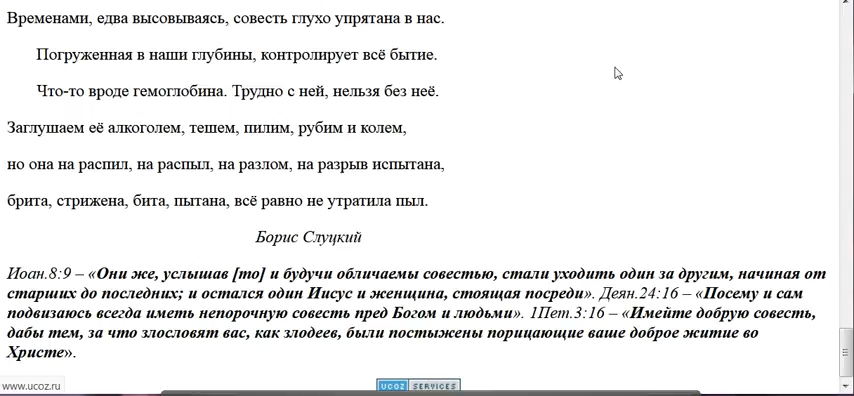 Временами, едва высовываясь, совесть глухо упрятана в нас.
Погруженная в наши глубины, контролирует всё бытие.
Что-то вроде гемоглобина. Трудно с ней, нельзя без неё.
Заглушаем её алкоголем, тешем, пилим, рубим и колем,
но она на распил, на распыл, на разлом, на разрыв испытана,
брита, стрижена, бита, пытана, всё равно не утратила пыл.
Борис Слуцкий
Иоан.8:9 – «Они же, услышав [то] и будучи обличаемы совестью, стали уходить один за другим, начиная от
старших до последних; и остался один Иисус и женщина, стоящая посреди». Деян.24:16 – «Посему и сам
подвизаюсь всегда иметь непорочную совесть пред Богом и людьми». 1Пет.3:16 – «Имейте добрую совесть,
дабы тем, за что злословят вас, как злодеев, были постыжены порицающие ваше доброе житие во
Христе».
www.ucoz.ru
UCOZ SERVICES